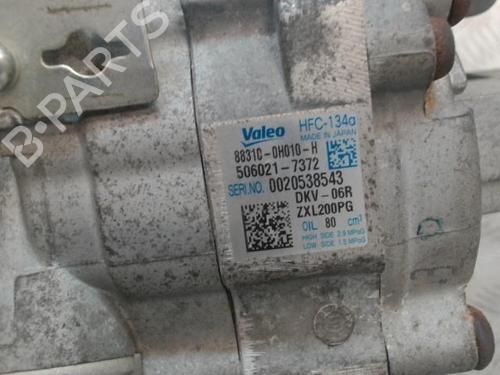 B-PARTS
Valeo
HFC-134a
MADE IN JAPAN
88310-0H010-H
506021-7372
SERI.NO. 0020538543
DKV-06R
ZXL200PG
OIL 80 cm³
HIGH SIDE 2.9 MPaG
LOW SIDE 1.5 MPaG